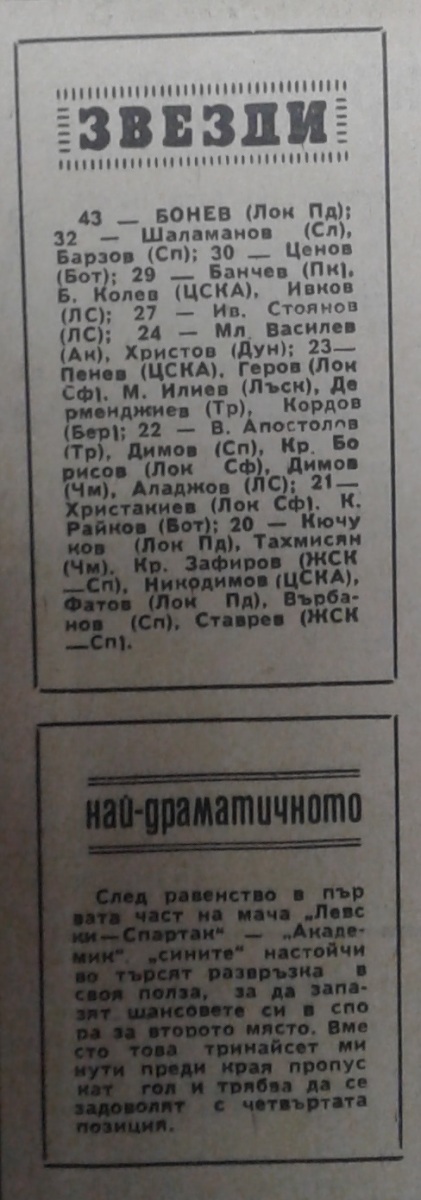 ЗВЕЗДИ
43 — БОНЕВ (Лок Пд);
32 — Шаламанов (Сл),
Барзов (Сп); 30 — Ценов
(Бот); 29 — Банчев (Пк),
Б. Колев (ЦСКА), Ивков
(ЛС); 27 — Ив. Стоянов
(ЛС); 24 — Мл. Василев
(Ак), Христов (Дун); 23—
Пенев (ЦСКА), Геров (Лок
Сф), М. Илиев (Лъск), Де
рменджиев (Тр), Кордов
(Бер); 22 — В. Апостолов
(Тр), Димов (Сп), Кр. Бо
рисов (Лок Сф), Димов
(Чм), Аладжов (ЛС); 21—
Христакиев (Лок Сф). К.
Райков (Бот); 20 — Кючу
ков (Лок Пд), Тахмисян
(Чм). Кр. Зафиров (ЖСК
—Сп), Никодимов (ЦСКА),
Фатов (Лок Пд), Върба-
нов (Сп), Ставрев (ЖСК
—Сп).
най-драматичното
След равенство в пър
вата част на мача „Левс
ки—Спартак" — „Акаде-
мик". „сините" настойчи
во търсят развръзка в
своя полза, за да запа-
зят шансовете си в спо
ра за второто място. Вме
сто това тринайсет ми
нути преди края пропус
кат гол и трябва да се
задоволят с четвъртата
позиция.